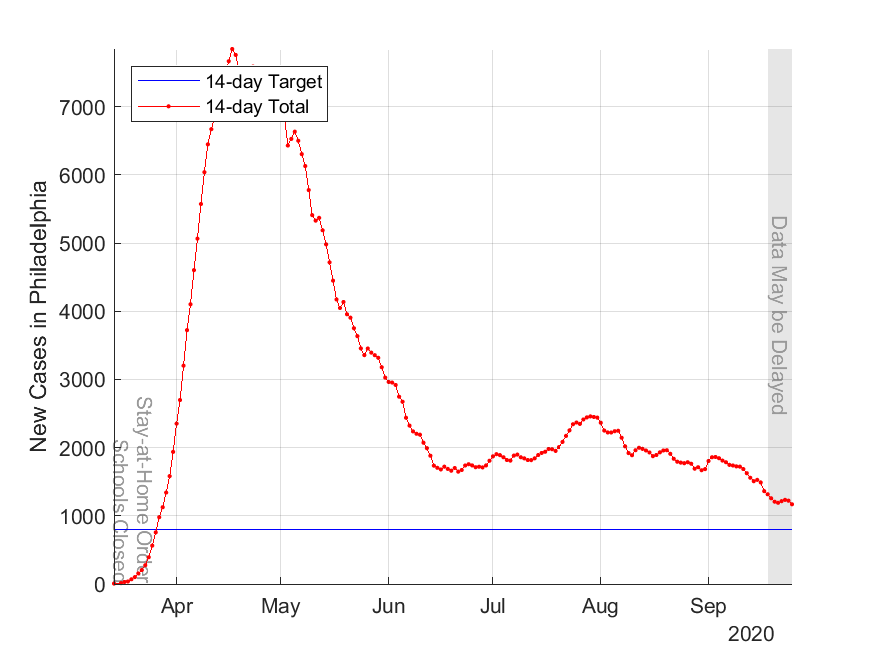 14-day Target
14-day Total
New Cases in Philadelphia
7000
6000
5000
4000
3000
2000
1000
0
Schools Closed
Stay-at-Home Order
Data May be Delayed
Apr
May
Jun
Jul
Aug
Sep
2020